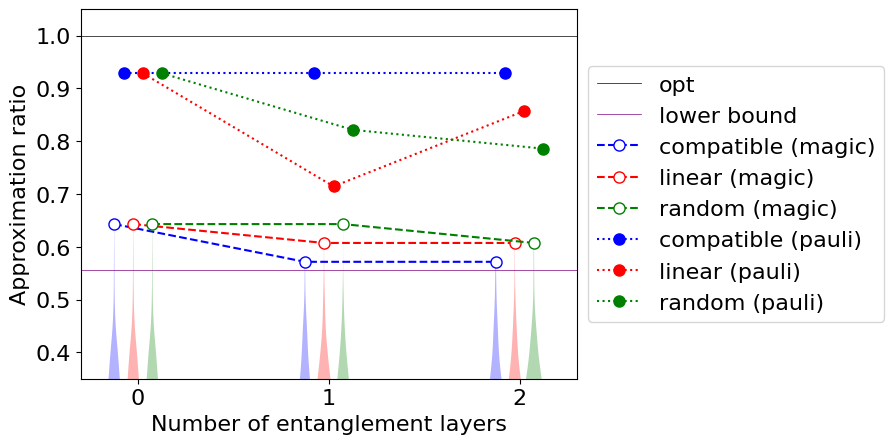 Approximation ratio
1.0
0.9
0.8
0.7
0.6
0.5
0.4
0
1
2
Number of entanglement layers
opt
lower bound
compatible (magic)
linear (magic)
random (magic)
compatible (pauli)
linear (pauli)
random (pauli)